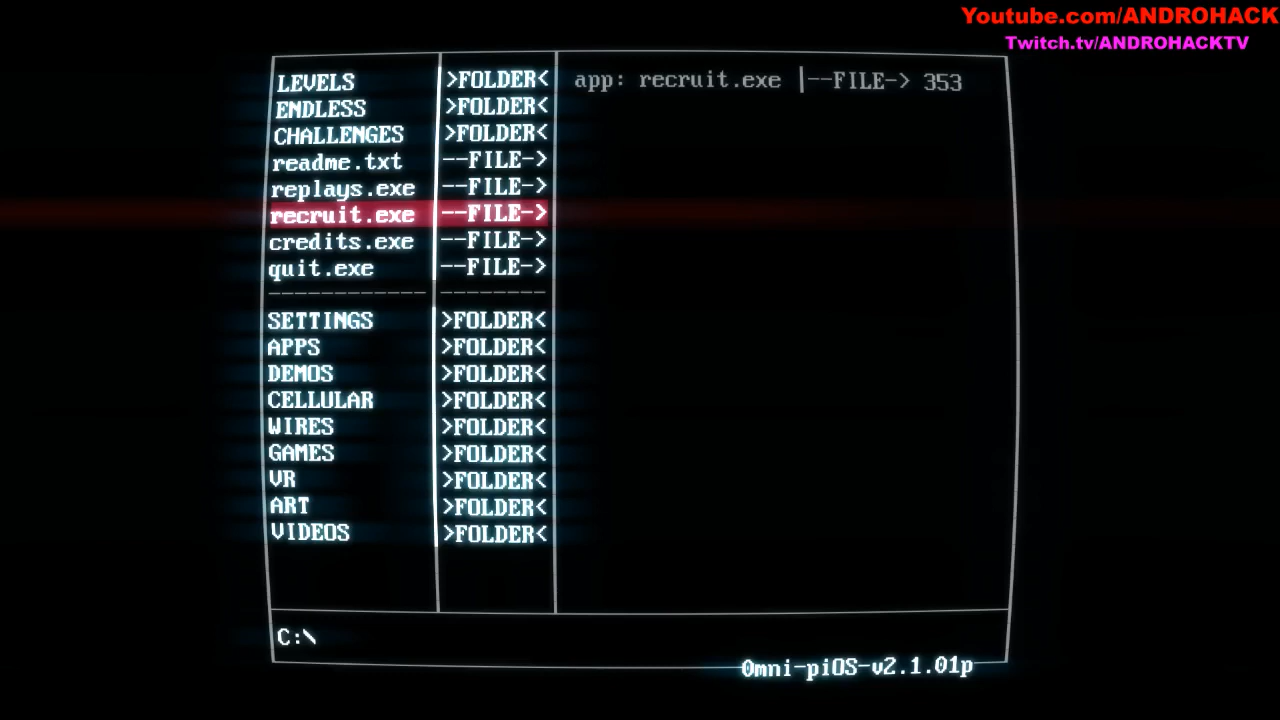 Youtube.com/ANDROHACK
Twitch.tv/ANDROHACKTV
LEVELS >FOLDER< app: recruit.exe |--FILE-> 353
ENDLESS >FOLDER<
CHALLENGES >FOLDER<
readme.txt --FILE->
replays.exe --FILE->
recruit.exe --FILE->
credits.exe --FILE->
quit.exe --FILE->
------------ --------
SETTINGS >FOLDER<
APPS >FOLDER<
DEMOS >FOLDER<
CELLULAR >FOLDER<
WIRES >FOLDER<
GAMES >FOLDER<
VR >FOLDER<
ART >FOLDER<
VIDEOS >FOLDER<
C:\
Omni-piOS-v2.1.01p